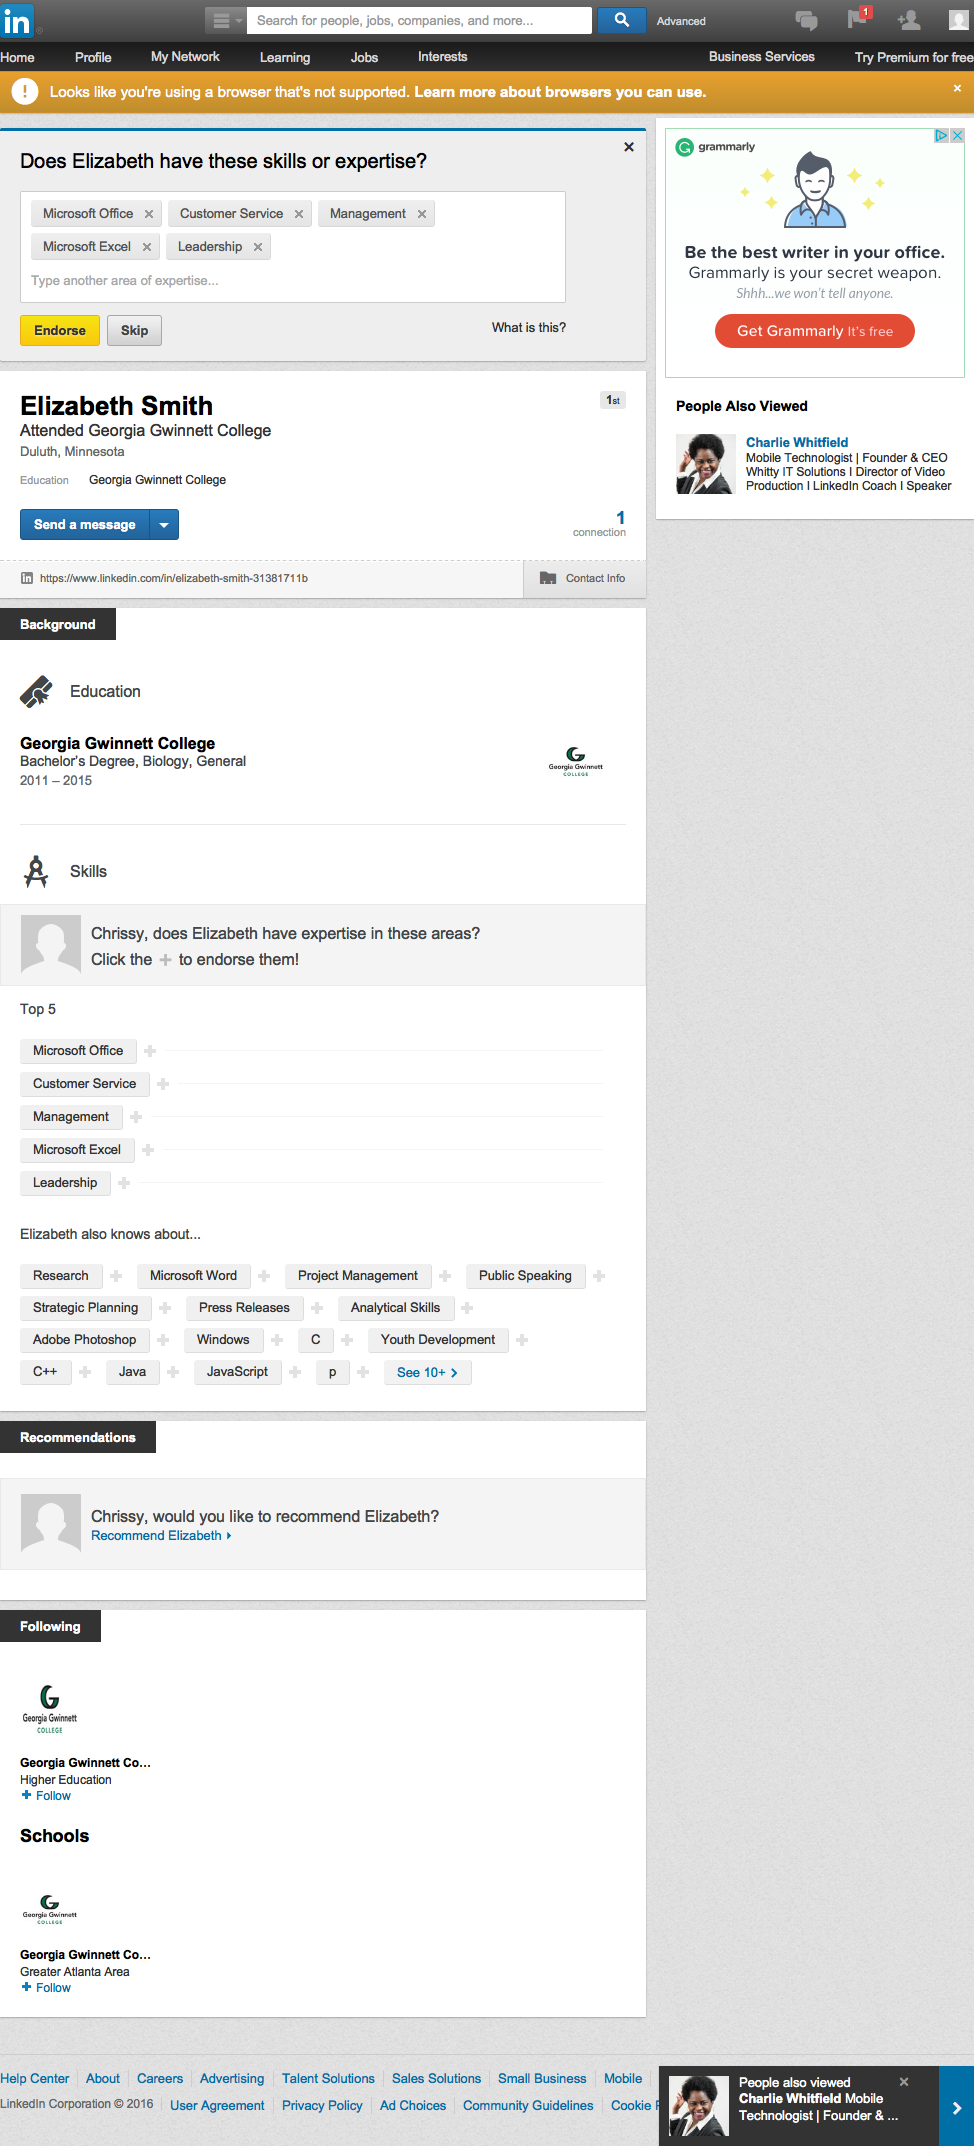 in
Search for people, jobs, companies, and more...
Advanced
1
Home Profile My Network Learning Jobs Interests Business Services Try Premium for free
! Looks like you're using a browser that's not supported. Learn more about browsers you can use. ×
Does Elizabeth have these skills or expertise?
Microsoft Office × Customer Service × Management ×
Microsoft Excel × Leadership ×
Type another area of expertise...
Endorse Skip What is this?
grammarly
Be the best writer in your office.
Grammarly is your secret weapon.
Shhh...we won't tell anyone.
Get Grammarly It's free
People Also Viewed
Charlie Whitfield
Mobile Technologist | Founder & CEO
Whitty IT Solutions I Director of Video
Production I LinkedIn Coach I Speaker
Elizabeth Smith 1st
Attended Georgia Gwinnett College
Duluth, Minnesota
Education Georgia Gwinnett College
Send a message
1
connection
in https://www.linkedin.com/in/elizabeth-smith-31381711b Contact Info
Background
Education
Georgia Gwinnett College
Bachelor's Degree, Biology, General
2011 – 2015
Georgia Gwinnett
COLLEGE
Skills
Chrissy, does Elizabeth have expertise in these areas?
Click the + to endorse them!
Top 5
Microsoft Office +
Customer Service +
Management +
Microsoft Excel +
Leadership +
Elizabeth also knows about...
Research + Microsoft Word + Project Management + Public Speaking +
Strategic Planning + Press Releases + Analytical Skills +
Adobe Photoshop + Windows + C + Youth Development +
C++ + Java + JavaScript + p + See 10+ >
Recommendations
Chrissy, would you like to recommend Elizabeth?
Recommend Elizabeth
Following
Georgia Gwinnett
COLLEGE
Georgia Gwinnett Co...
Higher Education
+ Follow
Schools
Georgia Gwinnett
COLLEGE
Georgia Gwinnett Co...
Greater Atlanta Area
+ Follow
Help Center About Careers Advertising Talent Solutions Sales Solutions Small Business Mobile
LinkedIn Corporation © 2016 User Agreement Privacy Policy Ad Choices Community Guidelines Cookie
People also viewed ×
Charlie Whitfield Mobile
Technologist | Founder & ...